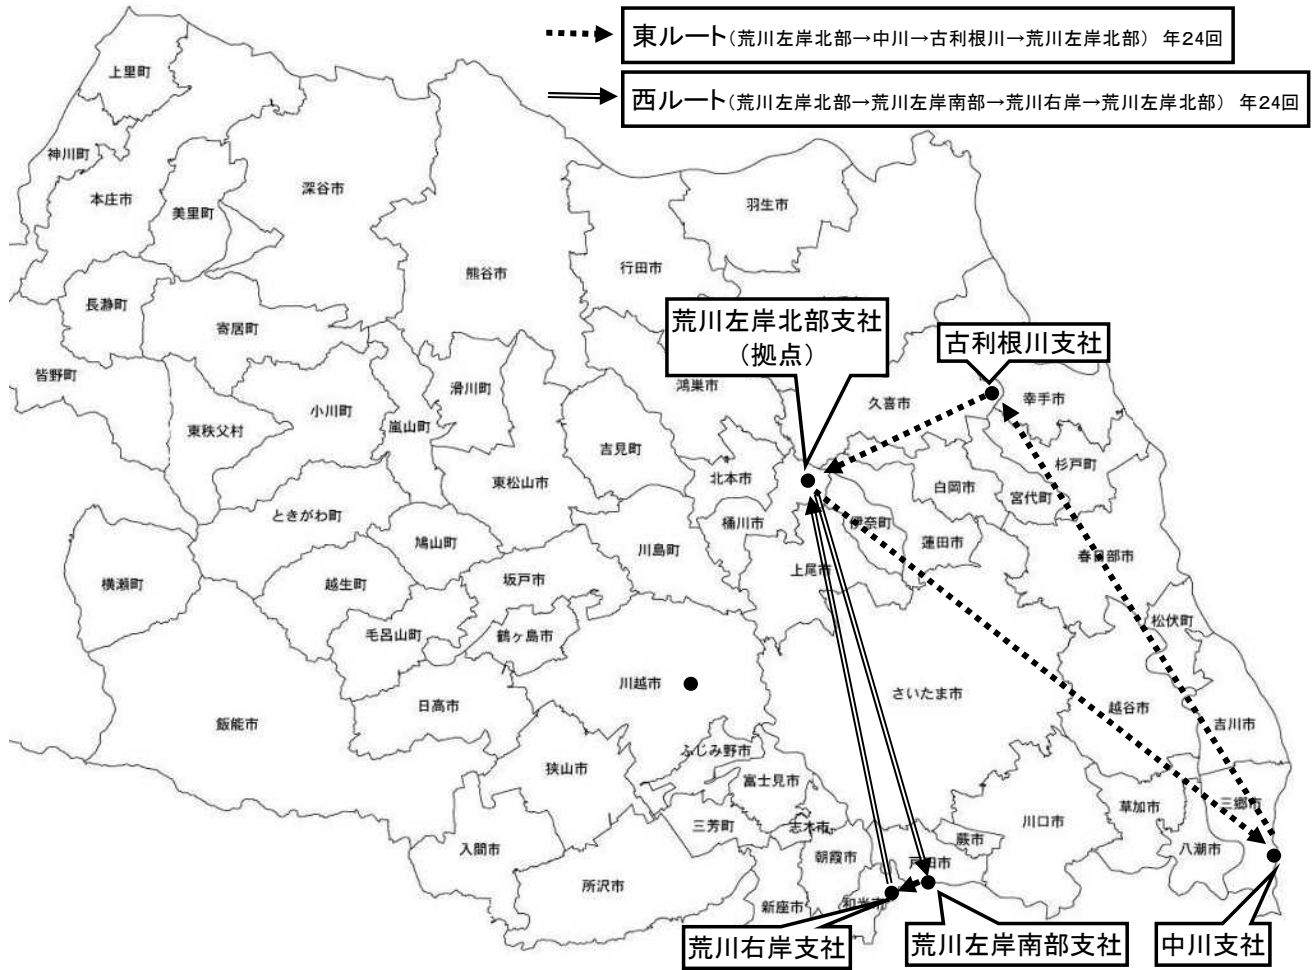 東ルート（荒川左岸北部→中川→古利根川→荒川左岸北部） 年24回
西ルート（荒川左岸北部→荒川左岸南部→荒川右岸→荒川左岸北部） 年24回
上里町
神川町
本庄市
美里町
深谷市
熊谷市
行田市
羽生市
長瀞町
寄居町
皆野町
東秩父村
小川町
嵐山町
滑川町
荒川左岸北部支社
（拠点）
古利根川支社
鴻巣市
久喜市
幸手市
吉見町
東松山市
北本市
白岡市
杉戸町
宮代町
ときがわ町
鳩山町
川島町
桶川市
伊奈町
蓮田市
春日部市
横瀬町
越生町
坂戸市
上尾市
毛呂山町
鶴ヶ島市
松伏町
川越市
さいたま市
飯能市
日高市
越谷市
吉川市
ふじみ野市
狭山市
富士見市
三芳町
志木市
川口市
草加市
三郷市
入間市
朝霞市
蕨市
戸田市
八潮市
所沢市
新座市
和光市
荒川右岸支社
荒川左岸南部支社
中川支社